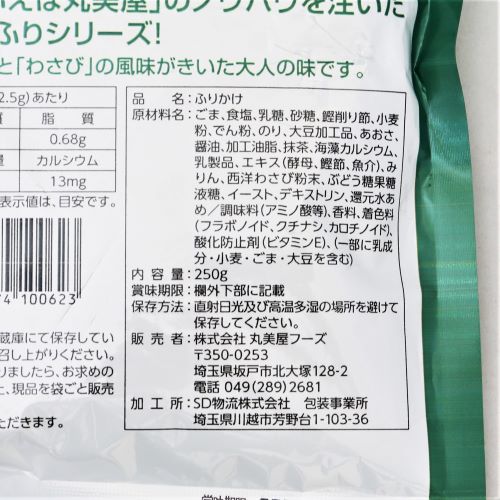 えば丸美屋」のノウハウを注いだ
ふりシリーズ!
と「わさび」の風味がきいた大人の味です。
2.5g)あたり
質 脂質
0.68g
量 カルシウム
13mg
表示値は、目安です。
4 100623
蔵庫にて保存してい
召し上がりください。
りましたら、お求めの
た、現品を袋ごと販売
ただきます。
品名:ふりかけ
原材料名:ごま、食塩、乳糖、砂糖、鰹削り節、小麦
粉、でん粉、のり、大豆加工品、あおさ、
醤油、加工油脂、抹茶、海藻カルシウム、
乳製品、エキス(酵母、鰹節、魚介)、み
りん、西洋わさび粉末、ぶどう糖果糖
液糖、イースト、デキストリン、還元水あ
め/調味料(アミノ酸等)、香料、着色料
(フラボノイド、クチナシ、カロチノイド)、
酸化防止剤(ビタミンE)、(一部に乳成
分・小麦・ごま・大豆を含む)
内容量:250g
賞味期限:欄外下部に記載
保存方法:直射日光及び高温多湿の場所を避けて
保存してください。
販売者:株式会社 丸美屋フーズ
〒350-0253
埼玉県坂戸市北大塚128-2
電話 049(289)2681
加工所:SD物流株式会社 包装事業所
埼玉県川越市芳野台1-103-36